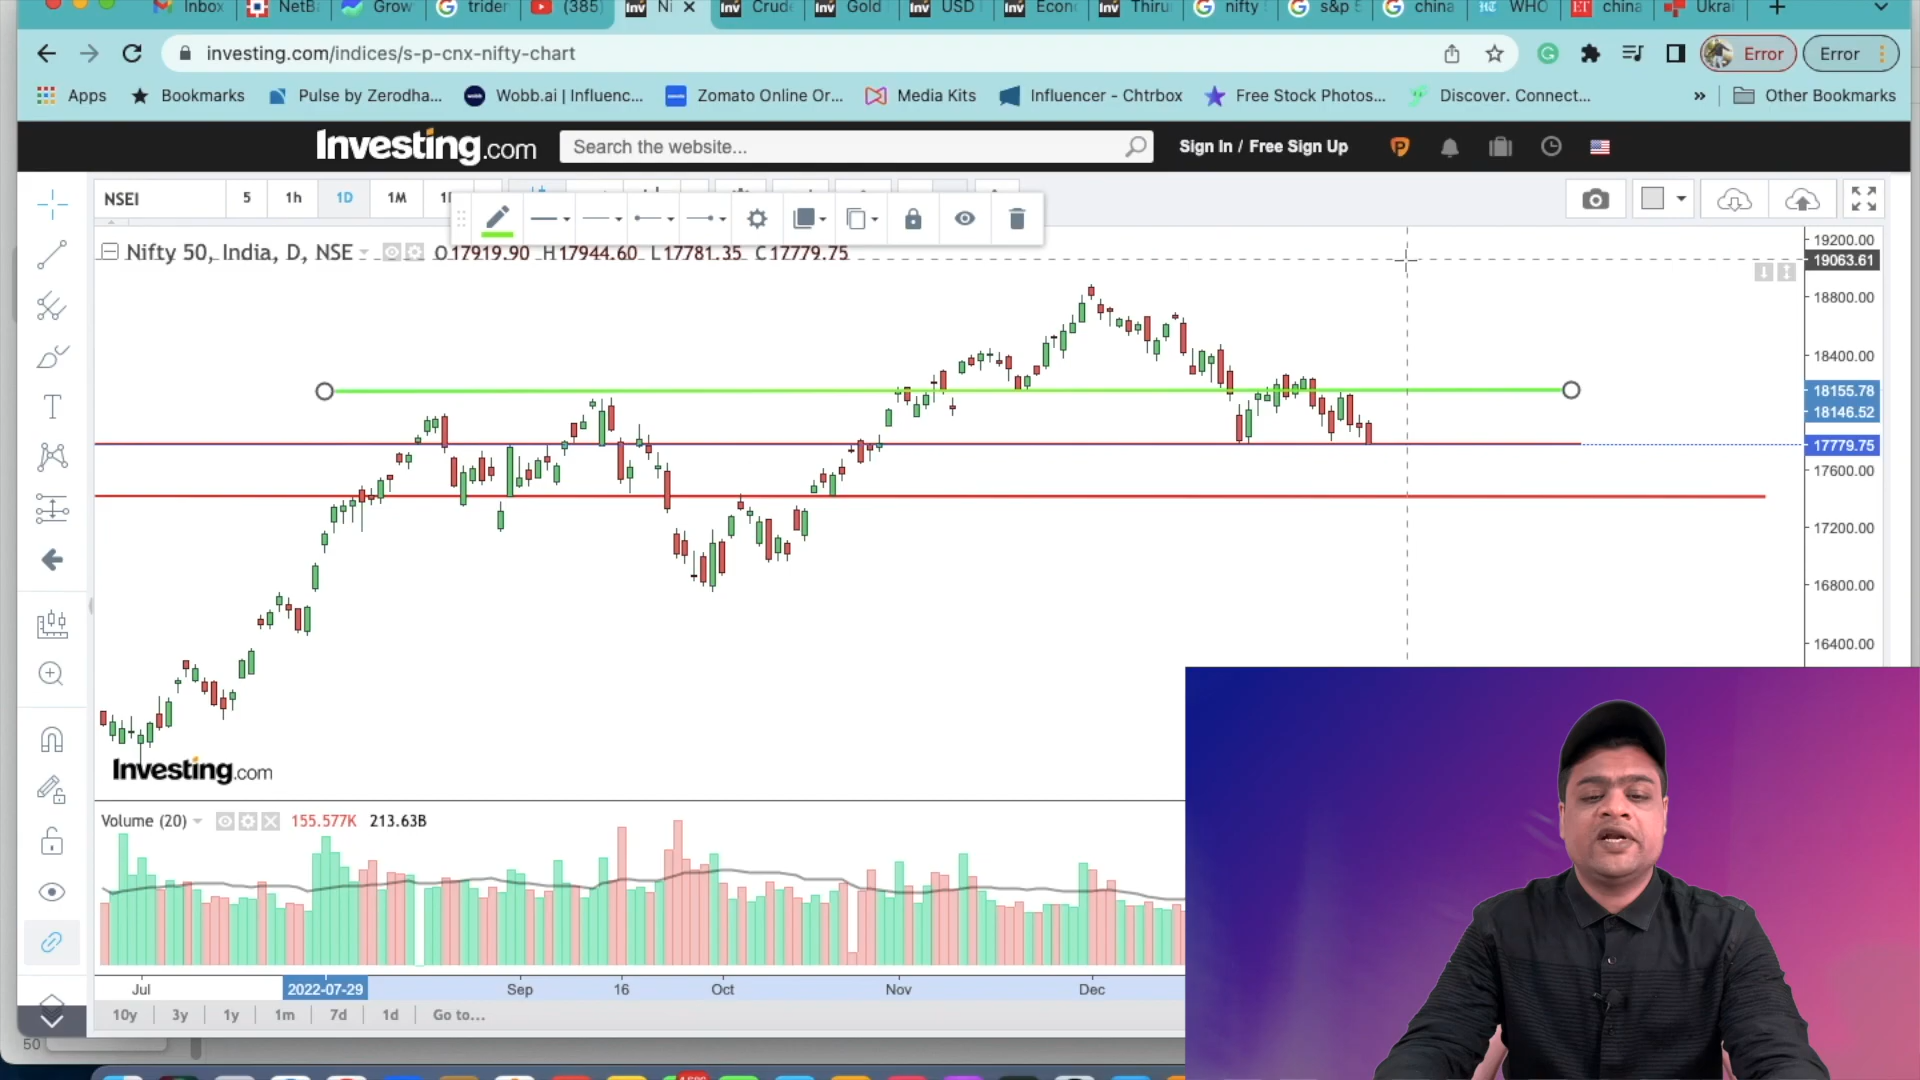 Inbox NetB Grow triden (385) Ni Crude Gold USD Econ Thiru nifty s&p 5 china WHO china Ukrai
investing.com/indices/s-p-cnx-nifty-chart Error Error
Apps Bookmarks Pulse by Zerodha... Wobb.ai | Influenc... Zomato Online Or... Media Kits Influencer - Chtrbox Free Stock Photos... Discover. Connect... » Other Bookmarks
Investing.com Search the website... Sign In / Free Sign Up
NSEI 5 1h 1D 1M
Nifty 50, India, D, NSE O17919.90 H17944.60 L17781.35 C17779.75
19200.00
19063.61
18800.00
18400.00
18155.78
18146.52
17779.75
17600.00
17200.00
16800.00
16400.00
Investing.com
Volume (20) 155.577K 213.63B
Jul 2022-07-29 Sep 16 Oct Nov Dec
10y 3y 1y 1m 7d 1d Go to...
50